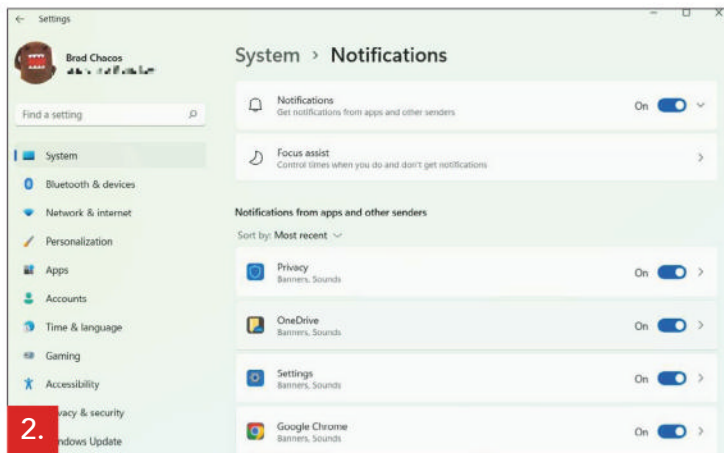 Settings
Brad Chacos
Find a setting
System
Bluetooth & devices
Network & internet
Personalization
Apps
Accounts
Time & language
Gaming
Accessibility
vacy & security
ndows Update
2.
System > Notifications
Notifications
Get notifications from apps and other senders
On
Focus assist
Control times when you do and don't get notifications
Notifications from apps and other senders
Sort by: Most recent
Privacy
Banners, Sounds
On
OneDrive
Banners, Sounds
On
Settings
Banners, Sounds
On
Google Chrome
Banners, Sounds
On